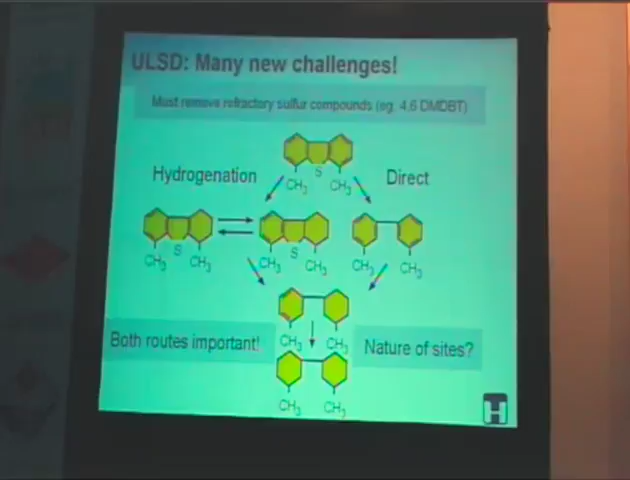 ULSD: Many new challenges!
Must remove refractory sulfur compounds (eg. 4,6 DMDBT)
S
Hydrogenation CH3 CH3 Direct
S S
CH3 CH3 CH3 CH3 CH3 CH3
Both routes important! CH3 CH3 Nature of sites?
CH3 CH3
H